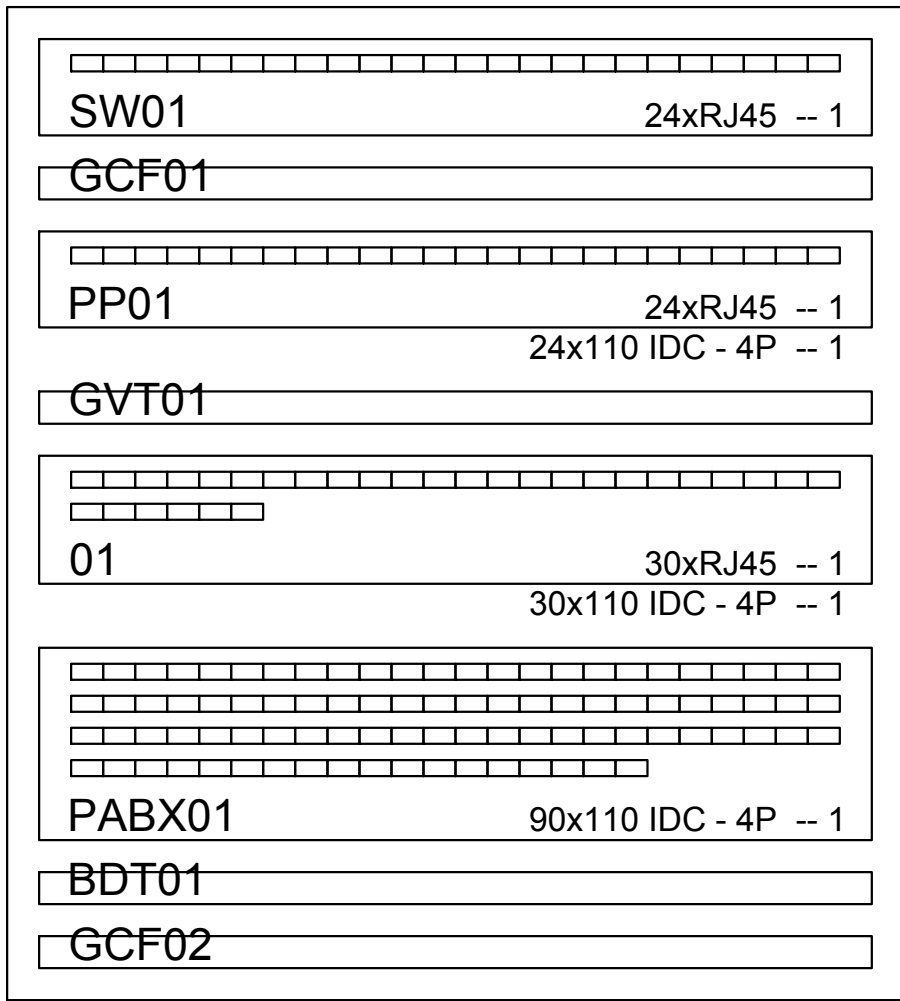 SW01 24xRJ45 -- 1
GCF01
PP01 24xRJ45 -- 1
24x110 IDC - 4P -- 1
GVT01
01 30xRJ45 -- 1
30x110 IDC - 4P -- 1
PABX01 90x110 IDC - 4P -- 1
BDT01
GCF02